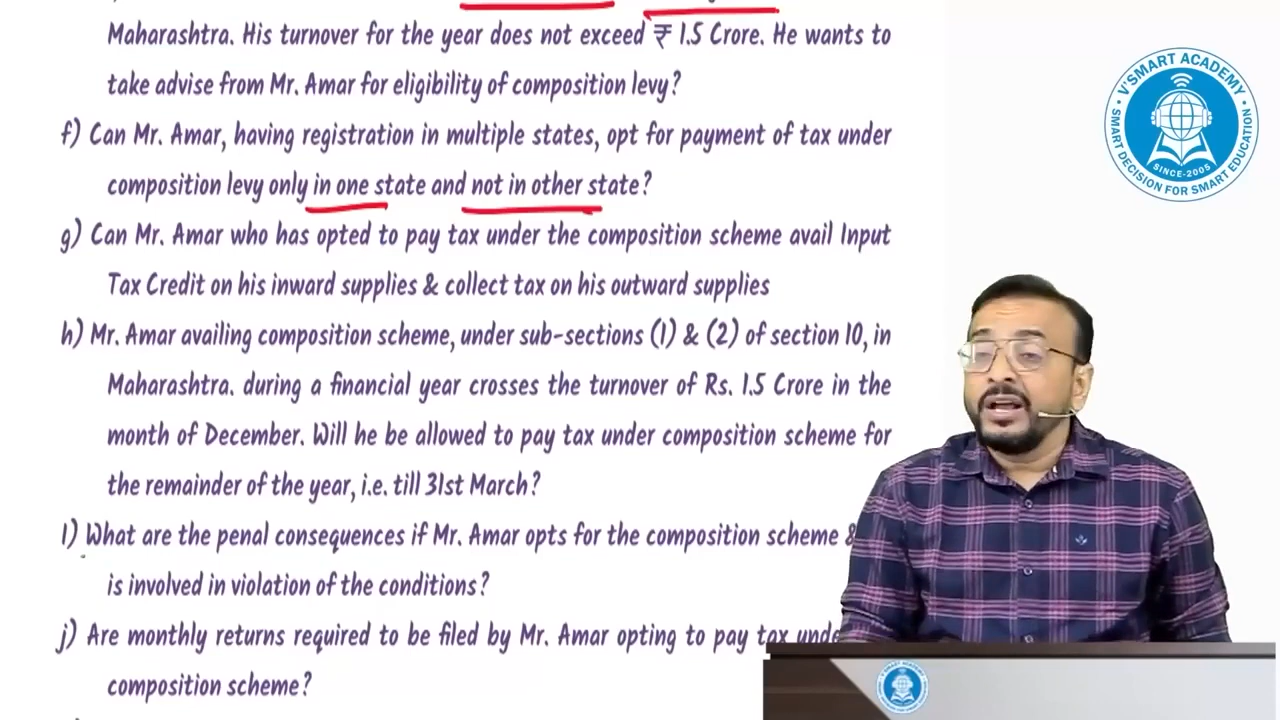 Maharashtra. His turnover for the year does not exceed ₹ 1.5 Crore. He wants to
take advise from Mr. Amar for eligibility of composition levy?
f) Can Mr. Amar, having registration in multiple states, opt for payment of tax under
composition levy only in one state and not in other state?
g) Can Mr. Amar who has opted to pay tax under the composition scheme avail Input
Tax Credit on his inward supplies & collect tax on his outward supplies
h) Mr. Amar availing composition scheme, under sub-sections (1) & (2) of section 10, in
Maharashtra. during a financial year crosses the turnover of Rs. 1.5 Crore in the
month of December. Will he be allowed to pay tax under composition scheme for
the remainder of the year, i.e. till 31st March?
I) What are the penal consequences if Mr. Amar opts for the composition scheme &
is involved in violation of the conditions?
j) Are monthly returns required to be filed by Mr. Amar opting to pay tax unde
composition scheme?
V'SMART ACADEMY
SINCE-2005
SMART DECISION FOR SMART EDUCATION